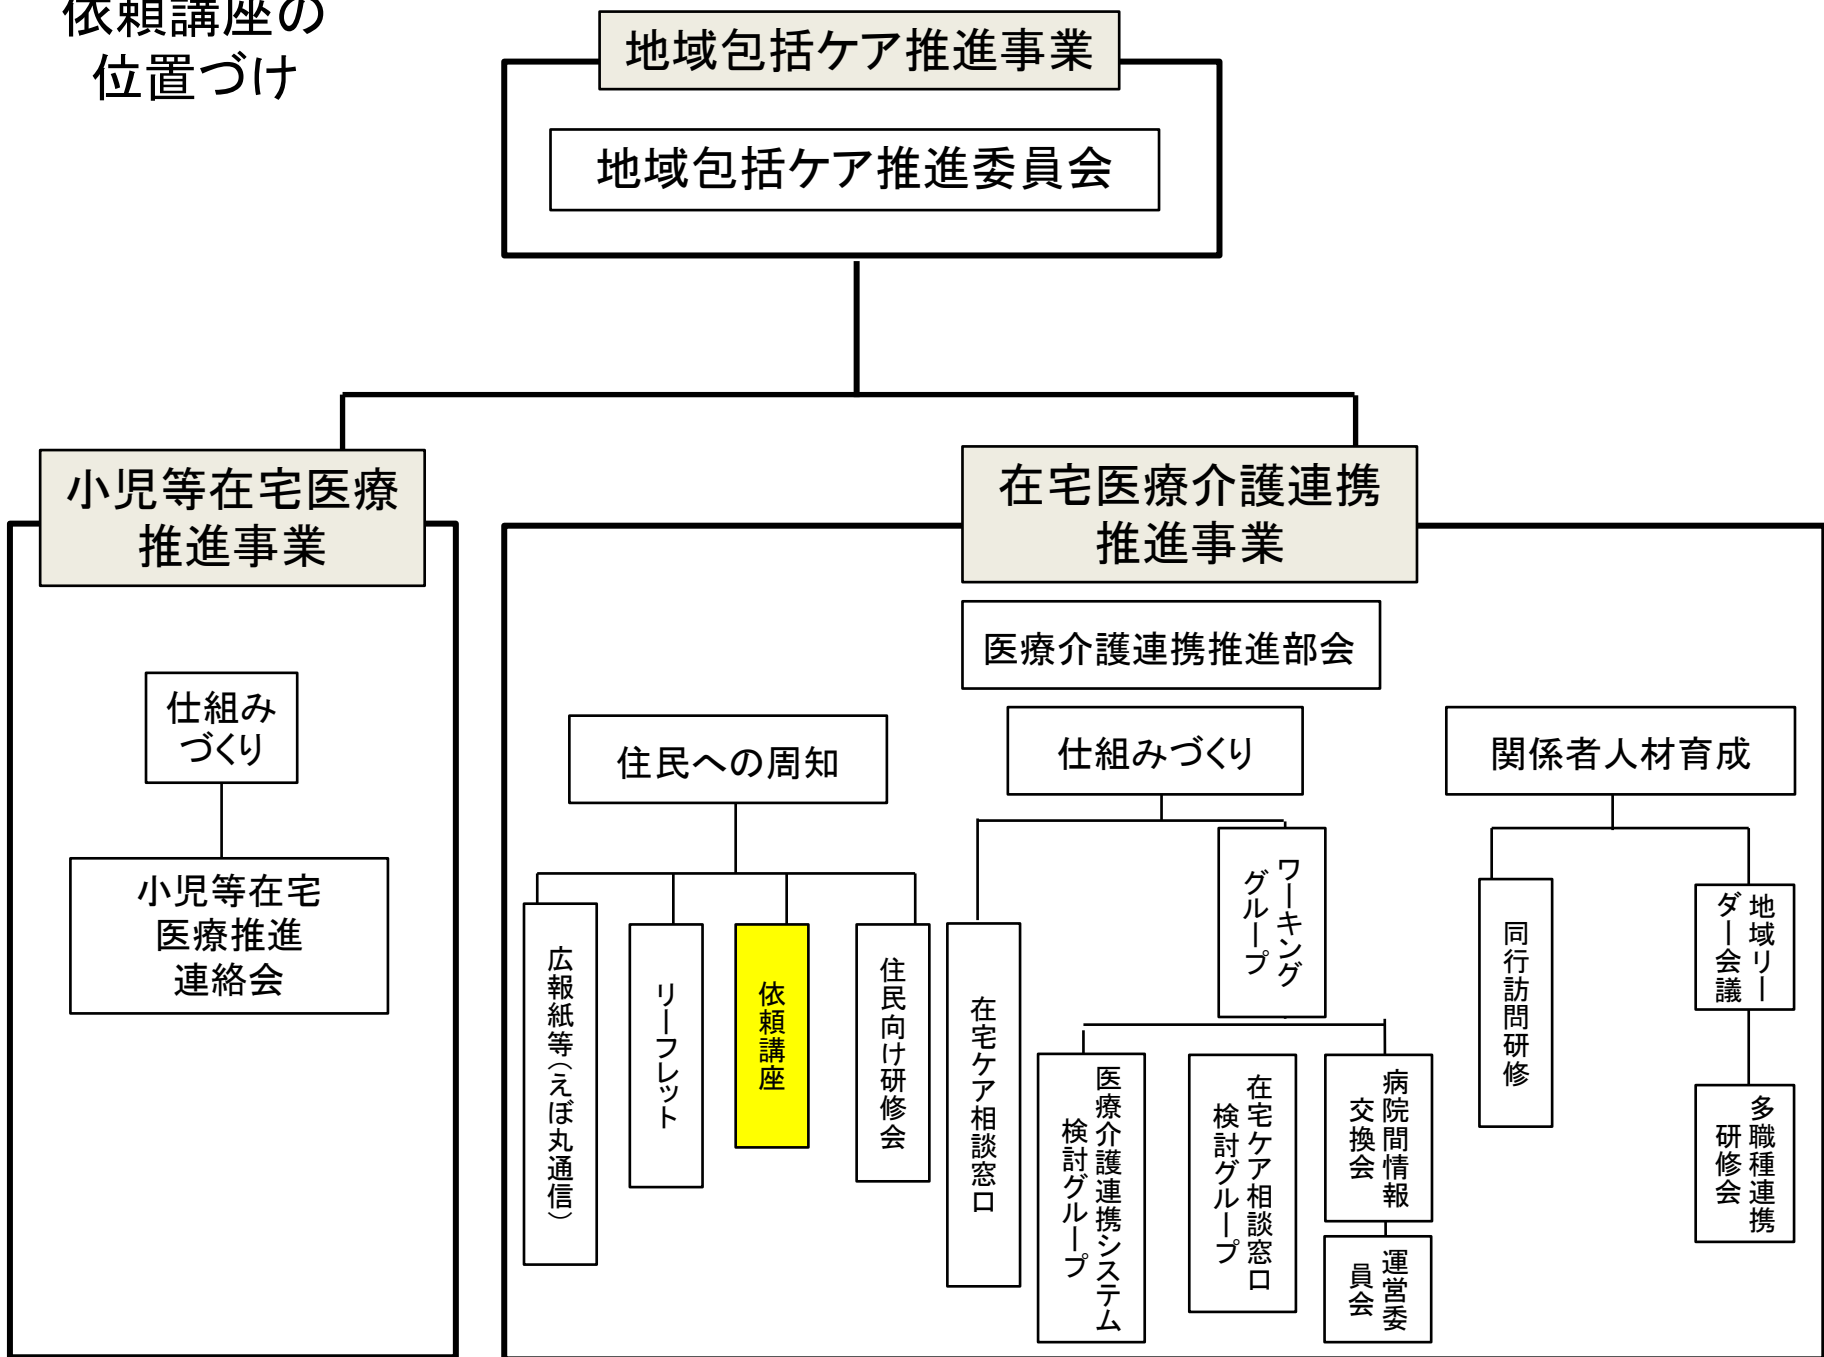 依頼講座の
位置づけ
地域包括ケア推進事業
地域包括ケア推進委員会
小児等在宅医療
推進事業
仕組み
づくり
小児等在宅
医療推進
連絡会
在宅医療介護連携
推進事業
医療介護連携推進部会
住民への周知
広報紙等（えぼ丸通信）
リーフレット
依頼講座
住民向け研修会
仕組みづくり
在宅ケア相談窓口
ワーキング
グループ
医療介護連携システム
検討グループ
在宅ケア相談窓口
検討グループ
病院間情報
交換会
運営委
員会
関係者人材育成
同行訪問研修
地域リー
ダー会議
多職種連携
研修会